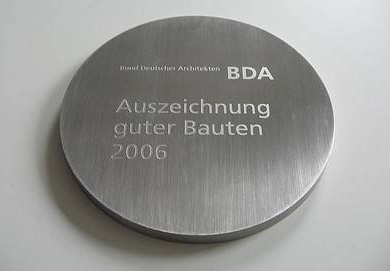 Bund Deutscher Architekten BDA
Auszeichnung
guter Bauten
2006